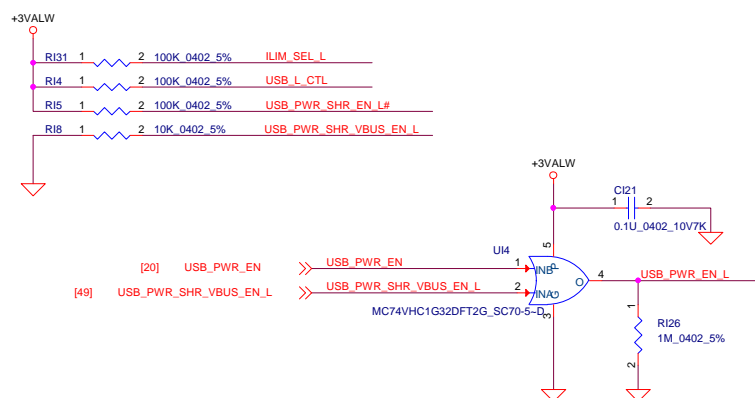 +3VALW
RI31 1 2 100K_0402_5% ILIM_SEL_L
RI4 1 2 100K_0402_5% USB_L_CTL
RI5 1 2 100K_0402_5% USB_PWR_SHR_EN_L#
RI8 1 2 10K_0402_5% USB_PWR_SHR_VBUS_EN_L
+3VALW
CI21
1 2
0.1U_0402_10V7K
UI4
5
[20] USB_PWR_EN USB_PWR_EN 1 INB P O 4 USB_PWR_EN_L
[49] USB_PWR_SHR_VBUS_EN_L USB_PWR_SHR_VBUS_EN_L 2 INA G
MC74VHC1G32DFT2G_SC70-5~D
3
1
RI26
1M_0402_5%
2